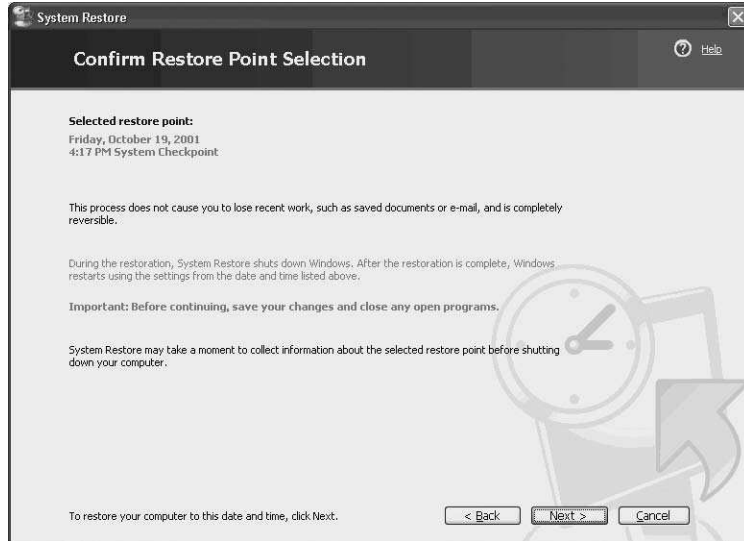 System Restore
Confirm Restore Point Selection
Help
Selected restore point:
Friday, October 19, 2001
4:17 PM System Checkpoint
This process does not cause you to lose recent work, such as saved documents or e-mail, and is completely
reversible.
During the restoration, System Restore shuts down Windows. After the restoration is complete, Windows
restarts using the settings from the date and time listed above.
Important: Before continuing, save your changes and close any open programs.
System Restore may take a moment to collect information about the selected restore point before shutting
down your computer.
To restore your computer to this date and time, click Next.
< Back
Next >
Cancel